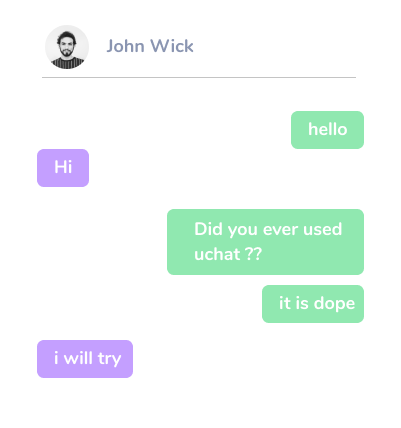 John Wick
hello
Hi
Did you ever used
uchat ??
it is dope
i will try